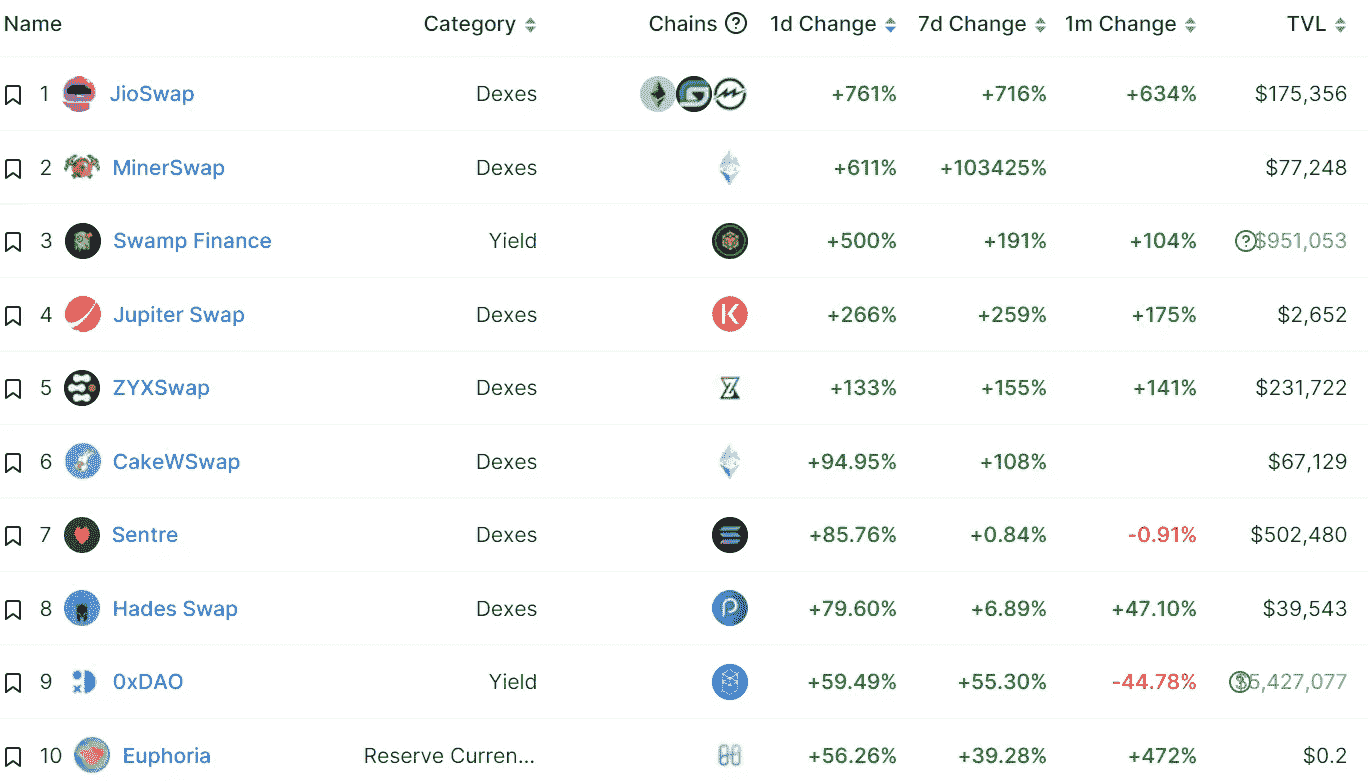 Name Category Chains ? 1d Change 7d Change 1m Change TVL
1 JioSwap Dexes +761% +716% +634% $175,356
2 MinerSwap Dexes +611% +103425% $77,248
3 Swamp Finance Yield +500% +191% +104% ? $951,053
4 Jupiter Swap Dexes K +266% +259% +175% $2,652
5 ZYXSwap Dexes +133% +155% +141% $231,722
6 CakeWSwap Dexes +94.95% +108% $67,129
7 Sentre Dexes +85.76% +0.84% -0.91% $502,480
8 Hades Swap Dexes P +79.60% +6.89% +47.10% $39,543
9 0xDAO Yield +59.49% +55.30% -44.78% ? $5,427,077
10 Euphoria Reserve Curren... +56.26% +39.28% +472% $0.2